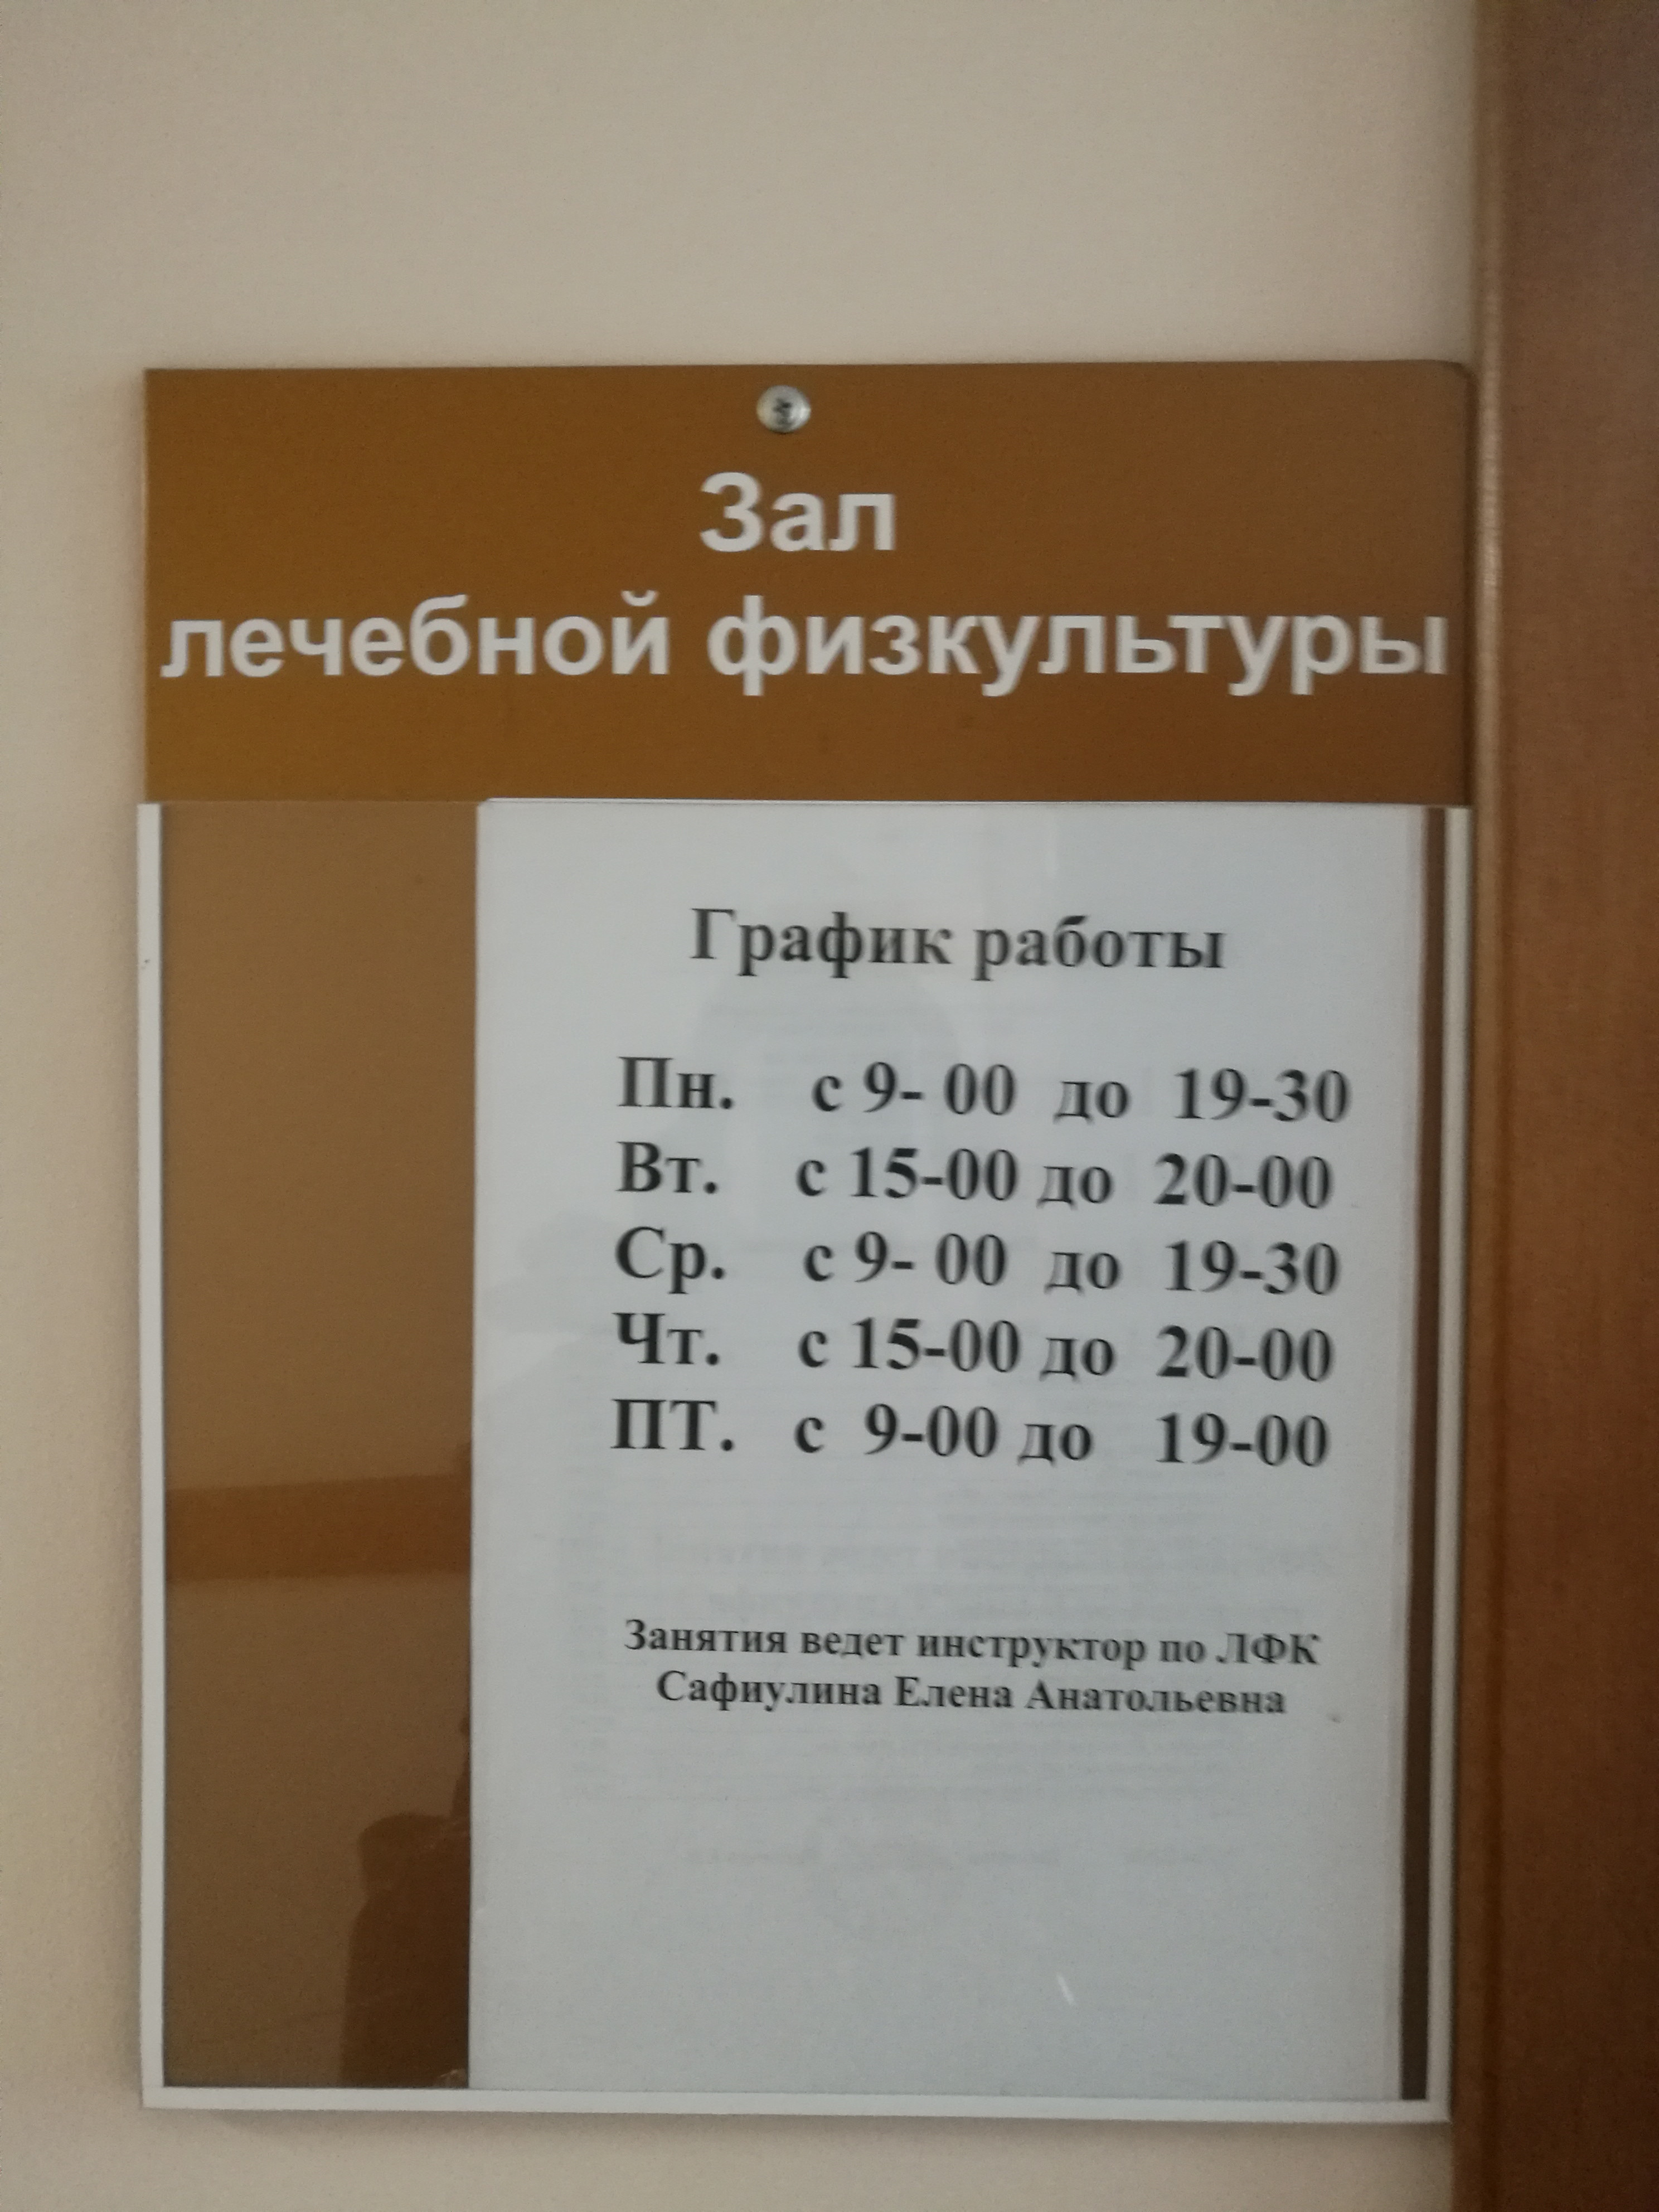 Зал
лечебной физкультуры
График работы
Пн. с 9- 00 до 19-30
Вт. с 15-00 до 20-00
Ср. с 9- 00 до 19-30
Чт. с 15-00 до 20-00
ПТ. с 9-00 до 19-00
Занятия ведет инструктор по ЛФК
Сафиулина Елена Анатольевна